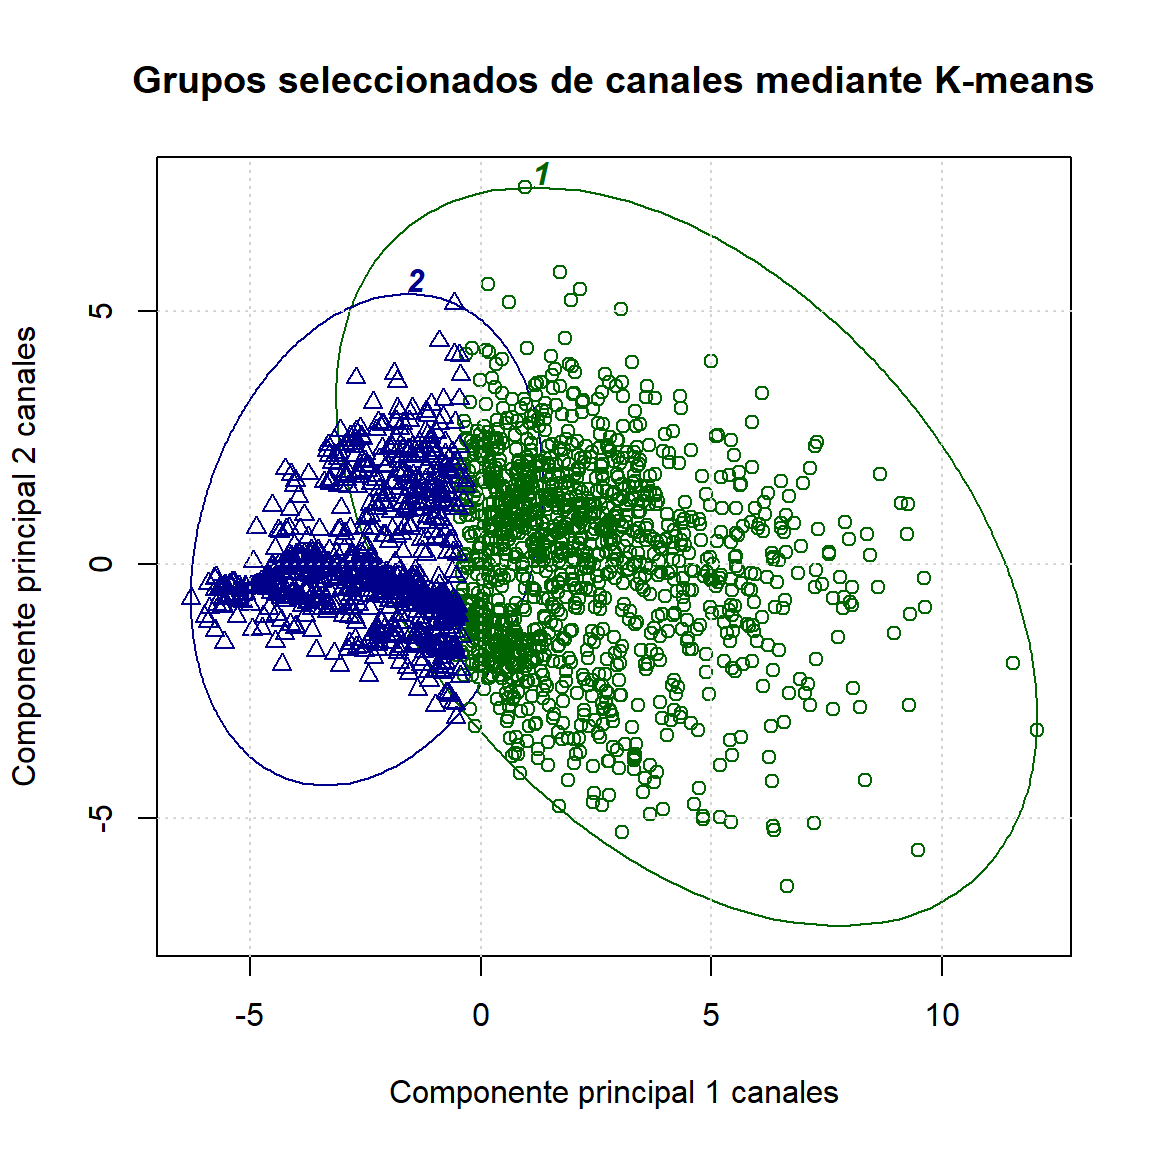 Grupos seleccionados de canales mediante K-means
1
2
5
0
-5
Componente principal 2 canales
-5 0 5 10
Componente principal 1 canales